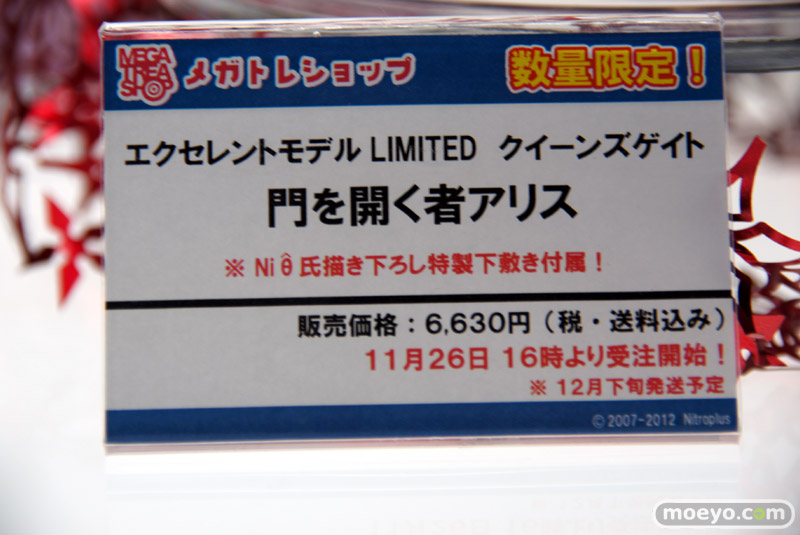 MEGA TREA SHOP メガトレショップ 数量限定！
エクセレントモデル LIMITED クイーンズゲイト
門を開く者アリス
※ Niθ氏描き下ろし特製下敷き付属！
販売価格：6,630円（税・送料込み）
11月26日 16時より受注開始！
※ 12月下旬発送予定
© 2007-2012 Nitroplus
moeyo.com